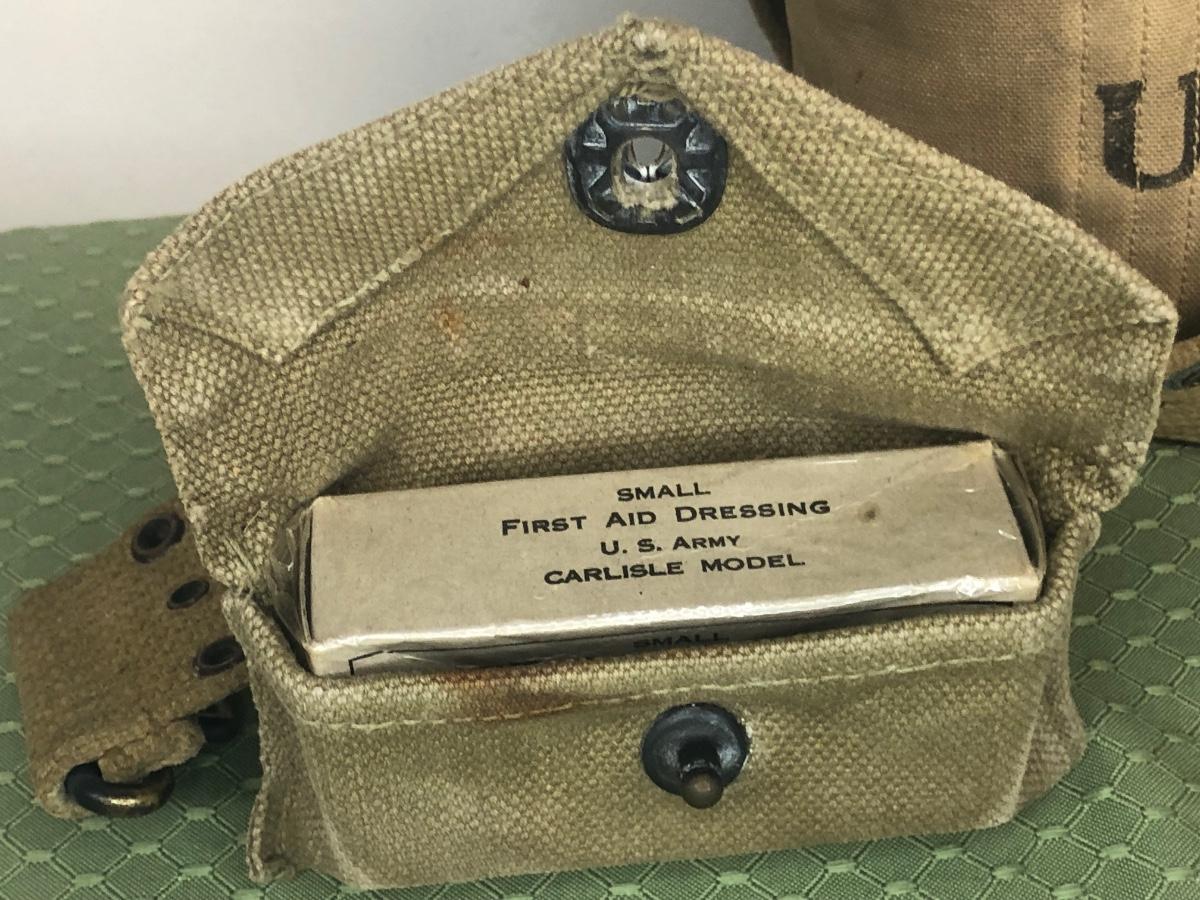 U
SMALL
FIRST AID DRESSING
U. S. ARMY
CARLISLE MODEL
SMALL